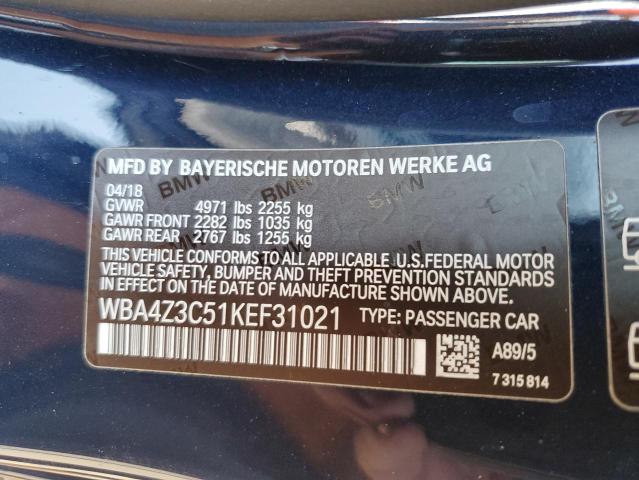 MFD BY BAYERISCHE MOTOREN WERKE AG
04/18
GVWR 4971 lbs 2255 kg
GAWR FRONT 2282 lbs 1035 kg
GAWR REAR 2767 lbs 1255 kg
THIS VEHICLE CONFORMS TO ALL APPLICABLE U.S.FEDERAL MOTOR
VEHICLE SAFETY, BUMPER AND THEFT PREVENTION STANDARDS
IN EFFECT ON THE DATE OF MANUFACTURE SHOWN ABOVE.
WBA4Z3C51KEF31021 TYPE: PASSENGER CAR
A89/5
7 315 814
BMW
BMW
BMW